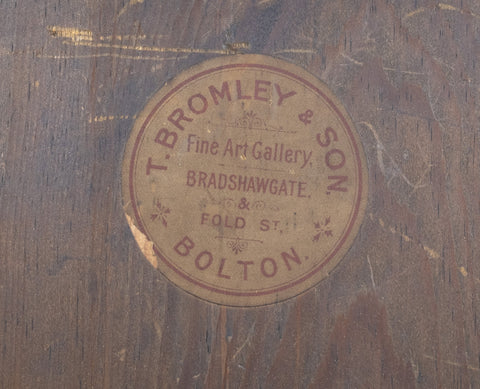 T. BROMLEY & SON.
Fine Art Gallery,
BRADSHAWGATE,
&
FOLD ST,
BOLTON.